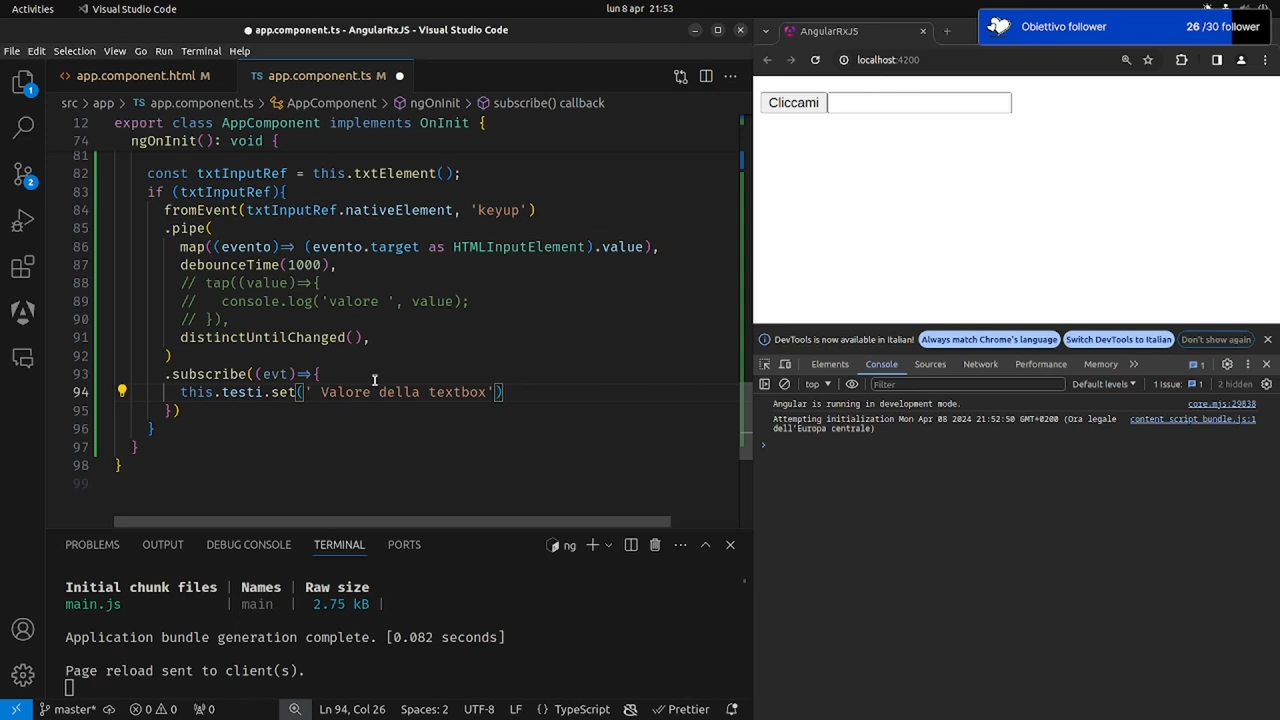 Activities
Visual Studio Code
lun 8 apr 21:53
Obiettivo follower
26 /30 follower
app.component.ts - AngularRxJS - Visual Studio Code
File Edit Selection View Go Run Terminal Help
app.component.html M
app.component.ts M
src > app > TS app.component.ts > AppComponent > ngOnInit > subscribe() callback
12 export class AppComponent implements OnInit {
74 ngOnInit(): void {
81
82 const txtInputRef = this.txtElement();
83 if (txtInputRef){
84 fromEvent(txtInputRef.nativeElement, 'keyup')
85 .pipe(
86 map((evento)=> (evento.target as HTMLInputElement).value),
87 debounceTime(1000),
88 // tap((value)=>{
89 // console.log('valore ', value);
90 // }),
91 distinctUntilChanged(),
92 )
93 .subscribe((evt)=>{
94 this.testi.set(' Valore della textbox')
95 })
96 }
97 }
98 }
99
PROBLEMS OUTPUT DEBUG CONSOLE TERMINAL PORTS
ng
Initial chunk files | Names | Raw size
main.js | main | 2.75 kB |
Application bundle generation complete. [0.082 seconds]
Page reload sent to client(s).
master* 0 0 0 Ln 94, Col 26 Spaces: 2 UTF-8 LF {} TypeScript Prettier
AngularRxJS
localhost:4200
Cliccami
DevTools is now available in Italian! Always match Chrome's language Switch DevTools to Italian Don't show again
Elements Console Sources Network Performance Memory 1
top Filter Default levels 1 Issue: 1 2 hidden
Angular is running in development mode. core.mjs:29838
Attempting initialization Mon Apr 08 2024 21:52:50 GMT+0200 (Ora legale content script bundle.js:1
dell'Europa centrale)